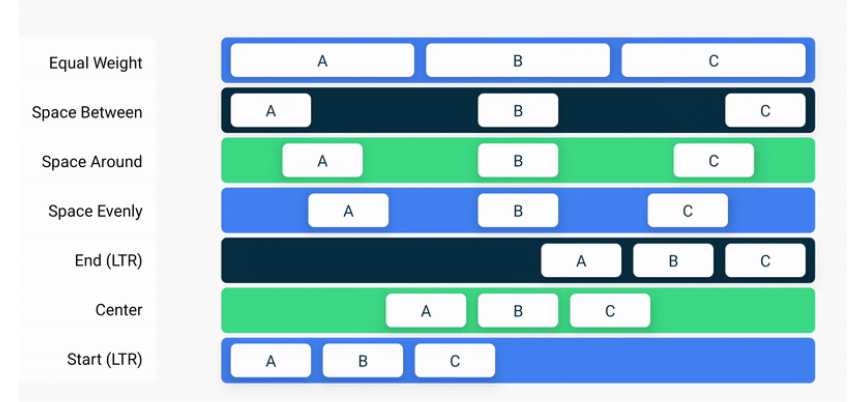 Equal Weight A B C
Space Between A B C
Space Around A B C
Space Evenly A B C
End (LTR) A B C
Center A B C
Start (LTR) A B C